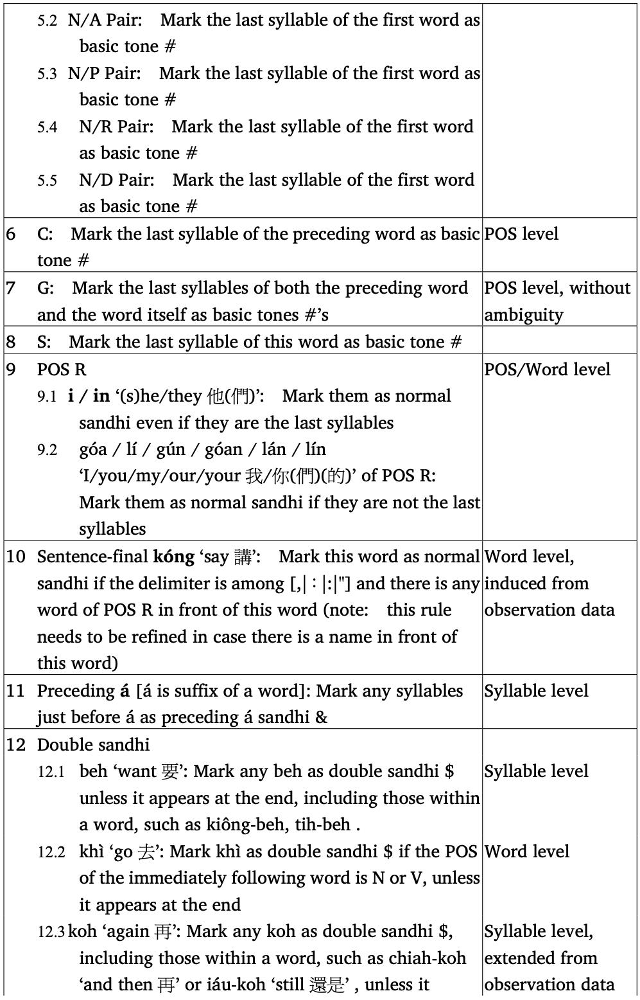 5.2 N/A Pair: Mark the last syllable of the first word as
basic tone #
5.3 N/P Pair: Mark the last syllable of the first word as
basic tone #
5.4 N/R Pair: Mark the last syllable of the first word
as basic tone #
5.5 N/D Pair: Mark the last syllable of the first word
as basic tone #
6 C: Mark the last syllable of the preceding word as basic POS level
tone #
7 G: Mark the last syllables of both the preceding word POS level, without
and the word itself as basic tones #’s ambiguity
8 S: Mark the last syllable of this word as basic tone #
9 POS R POS/Word level
9.1 i / in ‘(s)he/they 他(們)’: Mark them as normal
sandhi even if they are the last syllables
9.2 góa / lí / gún / góan / lán / lín
‘I/you/my/our/your 我/你(們)(的)’ of POS R:
Mark them as normal sandhi if they are not the last
syllables
10 Sentence-final kóng ‘say 講’: Mark this word as normal Word level,
sandhi if the delimiter is among [,|：|:|"] and there is any induced from
word of POS R in front of this word (note: this rule observation data
needs to be refined in case there is a name in front of
this word)
11 Preceding á [á is suffix of a word]: Mark any syllables Syllable level
just before á as preceding á sandhi &
12 Double sandhi
12.1 beh ‘want 要’: Mark any beh as double sandhi $ Syllable level
unless it appears at the end, including those within
a word, such as kiông-beh, tih-beh .
12.2 khì ‘go 去’: Mark khì as double sandhi $ if the POS Word level
of the immediately following word is N or V, unless
it appears at the end
12.3 koh ‘again 再’: Mark any koh as double sandhi $, Syllable level,
including those within a word, such as chiah-koh extended from
‘and then 再’ or iáu-koh ‘still 還是’ , unless it observation data